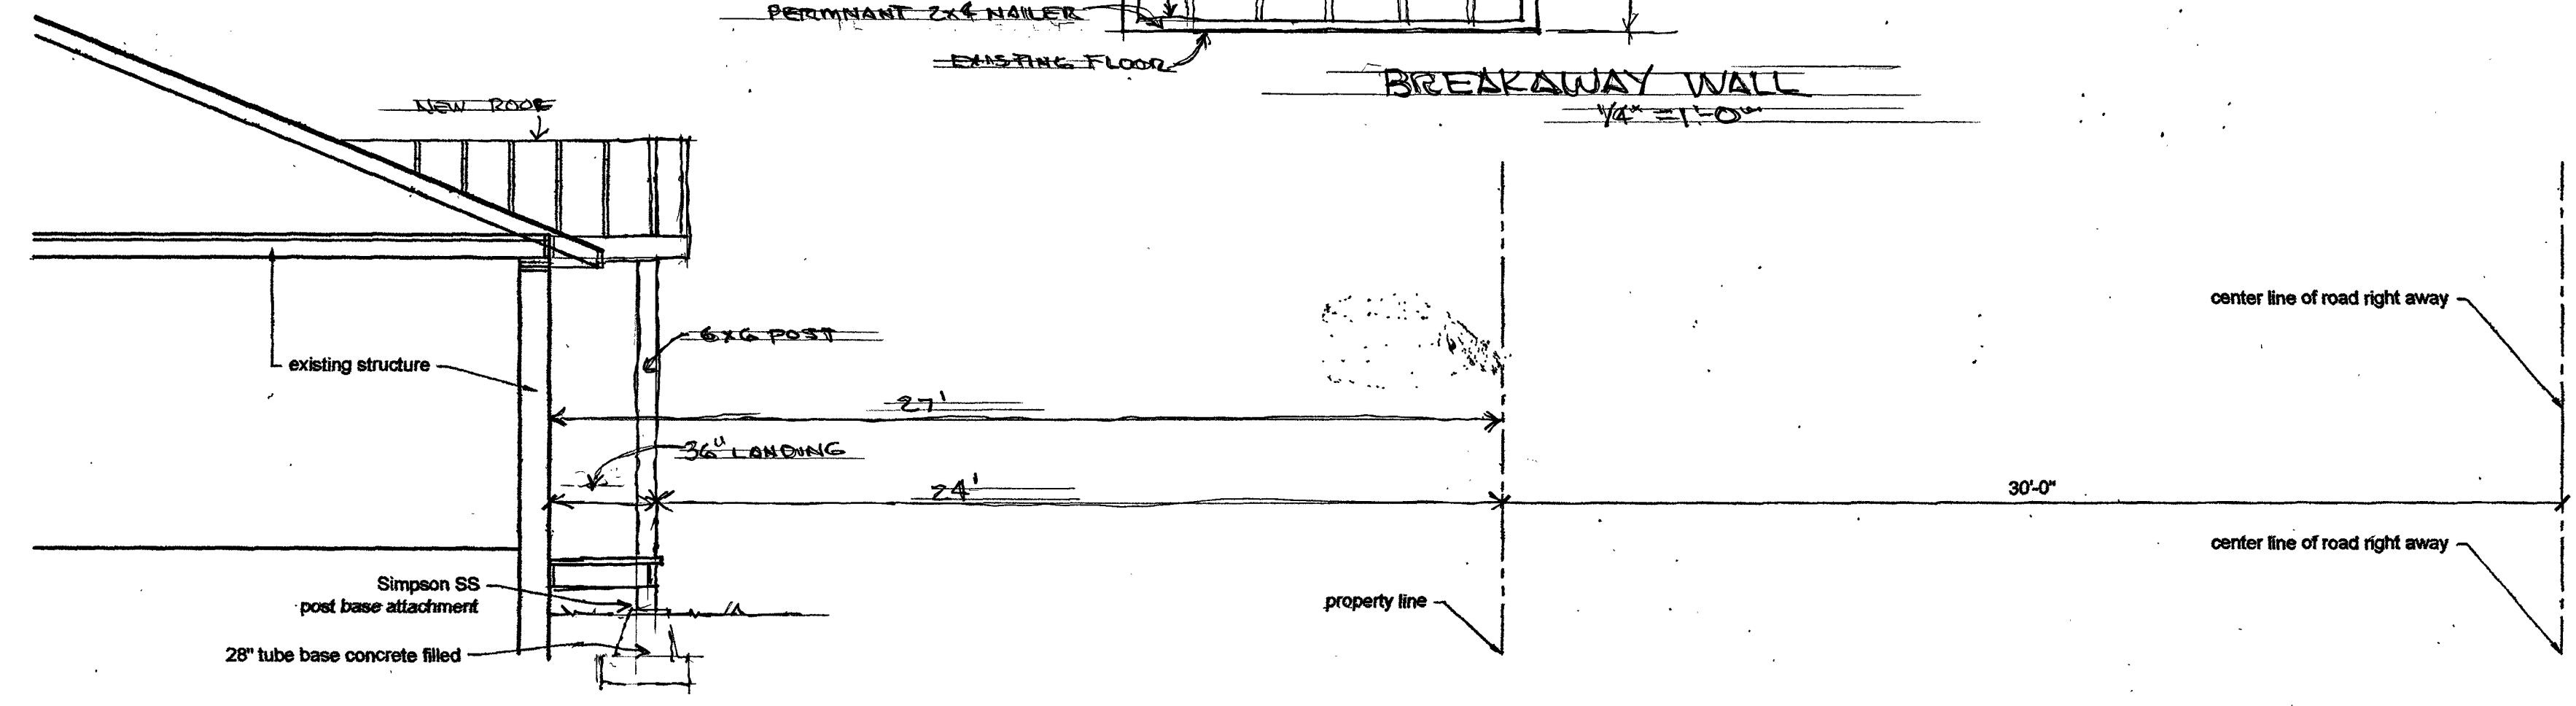 PERMNANT 2x4 NAILER
EXISTING FLOOR
BREAKAWAY WALL
1/4" = 1'-0"
NEW ROOF
center line of road right away
6x6 POST
existing structure
27'
36" LANDING
24'
30'-0"
center line of road right away
Simpson SS
post base attachment
property line
28" tube base concrete filled